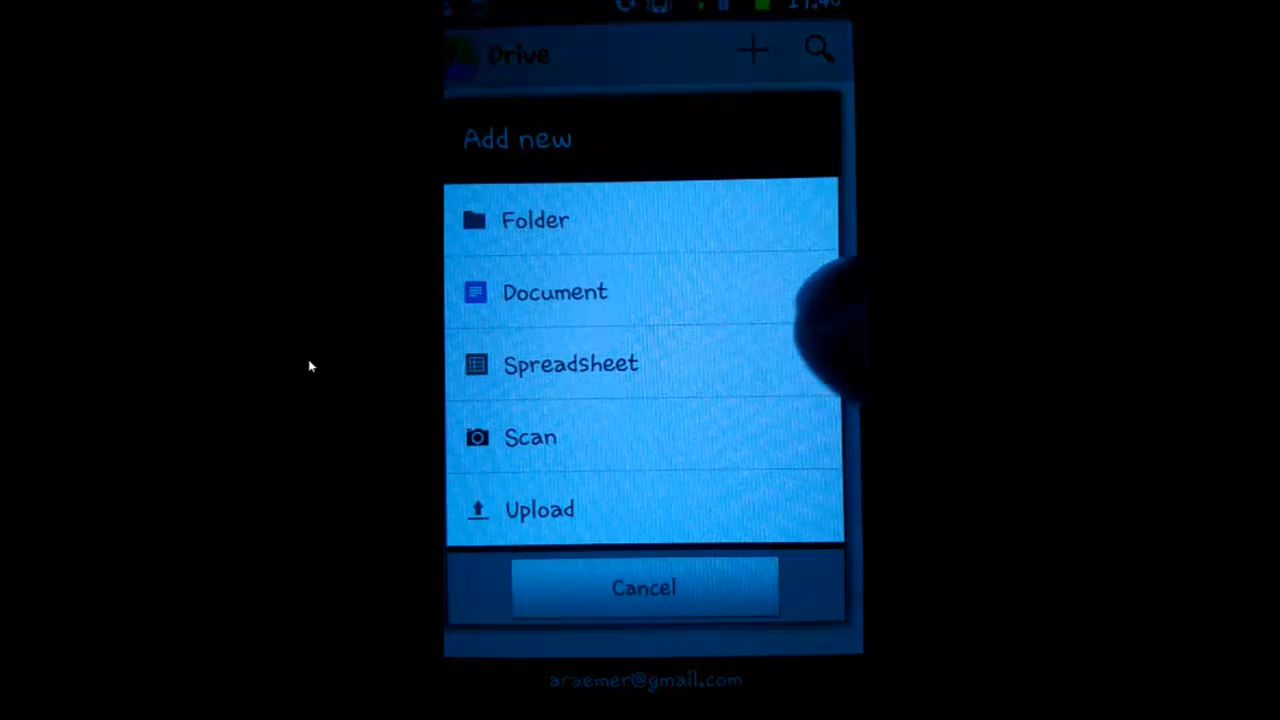 Drive
Add new
Folder
Document
Spreadsheet
Scan
Upload
Cancel
araemer@gmail.com